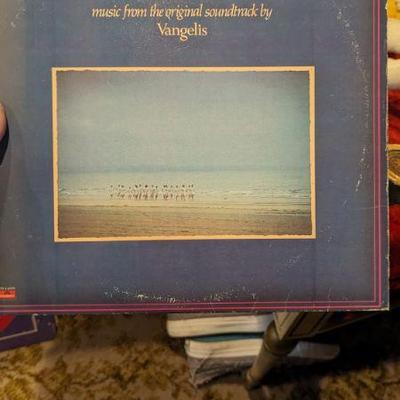 music from the original soundtrack by
Vangelis